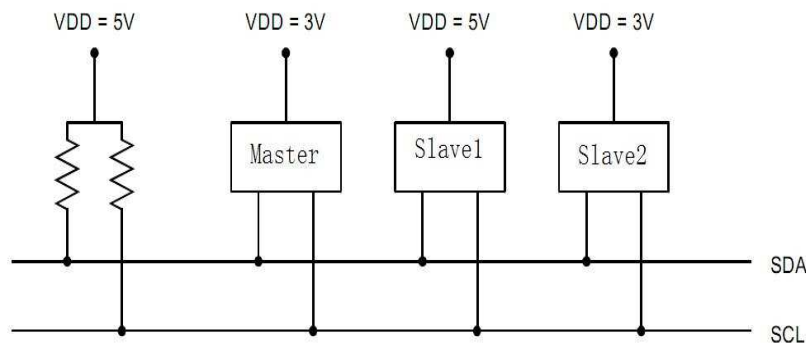 VDD = 5V VDD = 3V VDD = 5V VDD = 3V
Master Slave1 Slave2
SDA
SCL